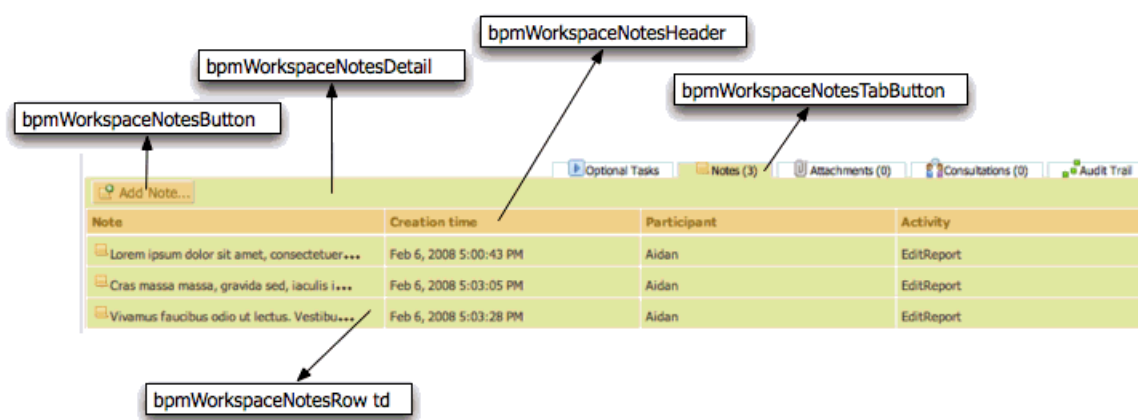 bpmWorkspaceNotesHeader
bpmWorkspaceNotesDetail
bpmWorkspaceNotesTabButton
bpmWorkspaceNotesButton
Optional Tasks Notes (3) Attachments (0) Consultations (0) Audit Trail
Add Note...
Note Creation time Participant Activity
Lorem ipsum dolor sit amet, consectetuer... Feb 6, 2008 5:00:43 PM Aidan EditReport
Cras massa massa, gravida sed, iaculis i... Feb 6, 2008 5:03:05 PM Aidan EditReport
Vivamus faucibus odio ut lectus. Vestibu... Feb 6, 2008 5:03:28 PM Aidan EditReport
bpmWorkspaceNotesRow td